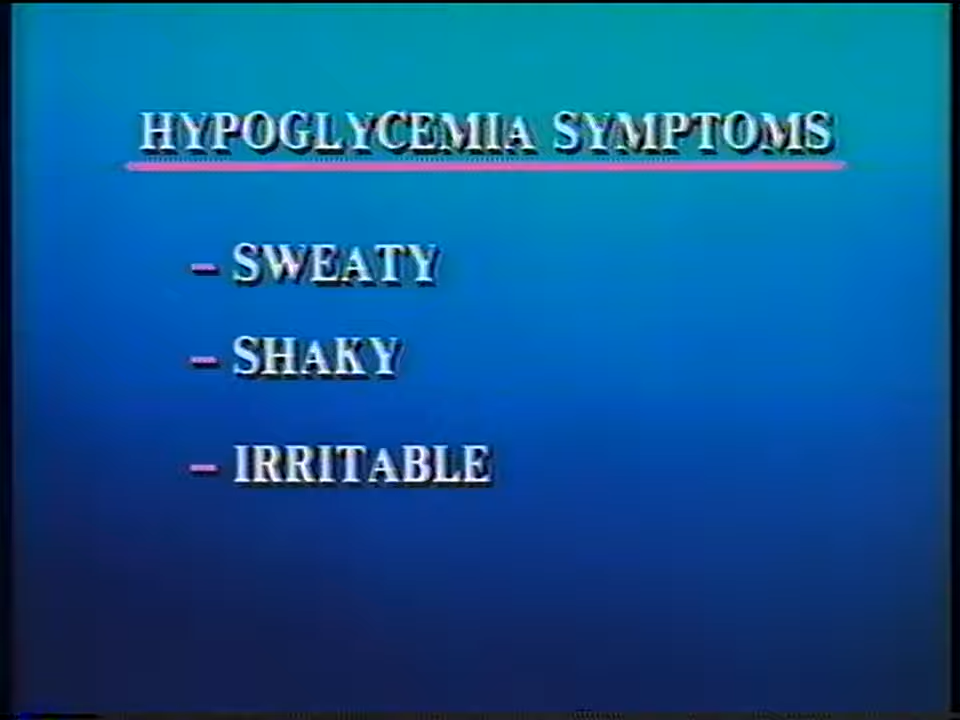 HYPOGLYCEMIA SYMPTOMS
– SWEATY
– SHAKY
– IRRITABLE